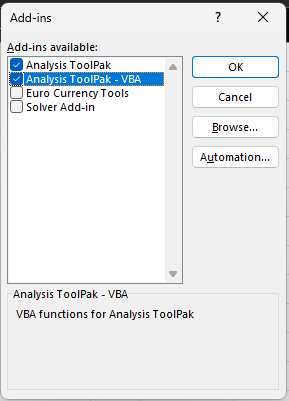 Add-ins
Add-ins available:
Analysis ToolPak
Analysis ToolPak - VBA
Euro Currency Tools
Solver Add-in
OK
Cancel
Browse...
Automation...
Analysis ToolPak - VBA
VBA functions for Analysis ToolPak